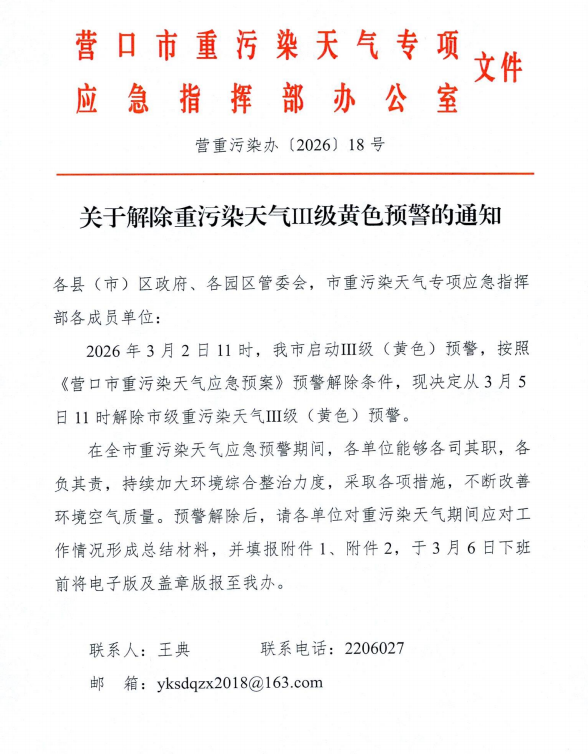 营口市重污染天气专项
应急指挥部办公室
文件
营重污染办〔2026〕18号
关于解除重污染天气III级黄色预警的通知
各县（市）区政府、各园区管委会，市重污染天气专项应急指挥
部各成员单位：
2026年3月2日11时，我市启动III级（黄色）预警，按照
《营口市重污染天气应急预案》预警解除条件，现决定从3月5
日11时解除市级重污染天气III级（黄色）预警。
在全市重污染天气应急预警期间，各单位能够各司其职，各
负其责，持续加大环境综合整治力度，采取各项措施，不断改善
环境空气质量。预警解除后，请各单位对重污染天气期间应对工
作情况形成总结材料，并填报附件1、附件2，于3月6日下班
前将电子版及盖章版报至我办。
联系人：王典 联系电话：2206027
邮 箱：yksdqzx2018@163.com